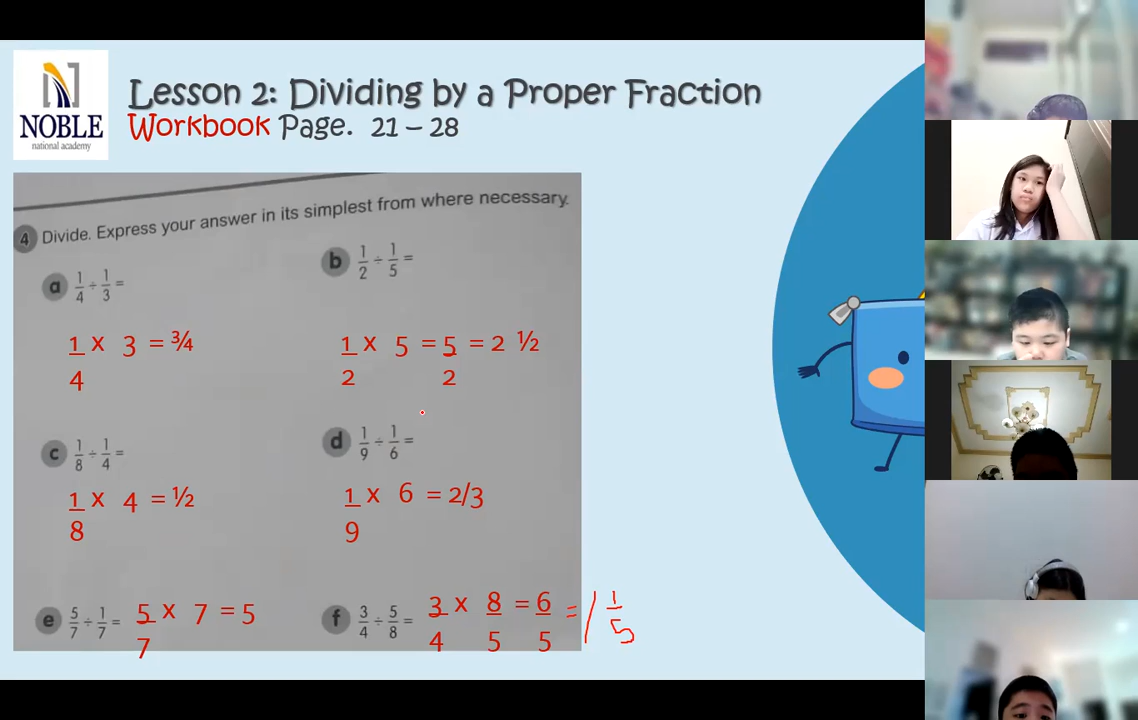 NOBLE
national academy
Lesson 2: Dividing by a Proper Fraction
Workbook Page. 21 – 28
4 Divide. Express your answer in its simplest from where necessary.
a 1/4 ÷ 1/3 =
1/4 x 3 = ¾
b 1/2 ÷ 1/5 =
1/2 x 5 = 5/2 = 2 ½
c 1/8 ÷ 1/4 =
1/8 x 4 = ½
d 1/9 ÷ 1/6 =
1/9 x 6 = 2/3
e 5/7 ÷ 1/7 = 5/7 x 7 = 5
f 3/4 ÷ 5/8 = 3/4 x 8/5 = 6/5 = 1 1/5